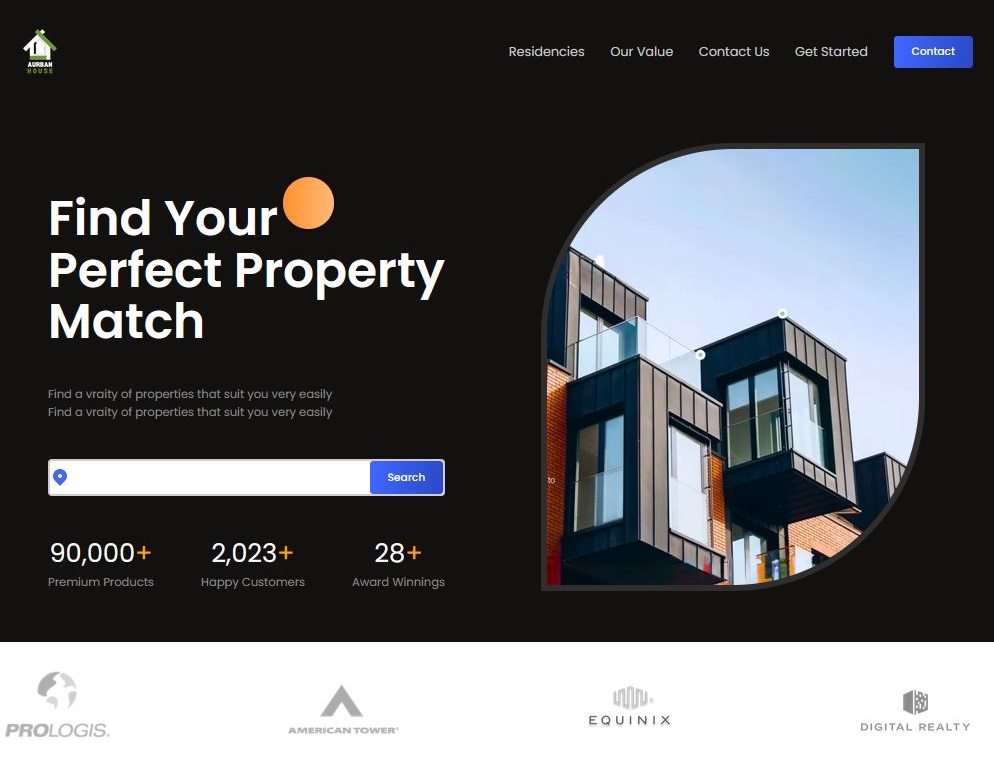 AURBAN
HOUSE
Residencies
Our Value
Contact Us
Get Started
Contact
Find Your
Perfect Property
Match
Find a vraity of properties that suit you very easily
Find a vraity of properties that suit you very easily
Search
90,000+
2,023+
28+
Premium Products
Happy Customers
Award Winnings
to
PROLOGIS.
AMERICAN TOWER®
EQUINIX
DIGITAL REALTY